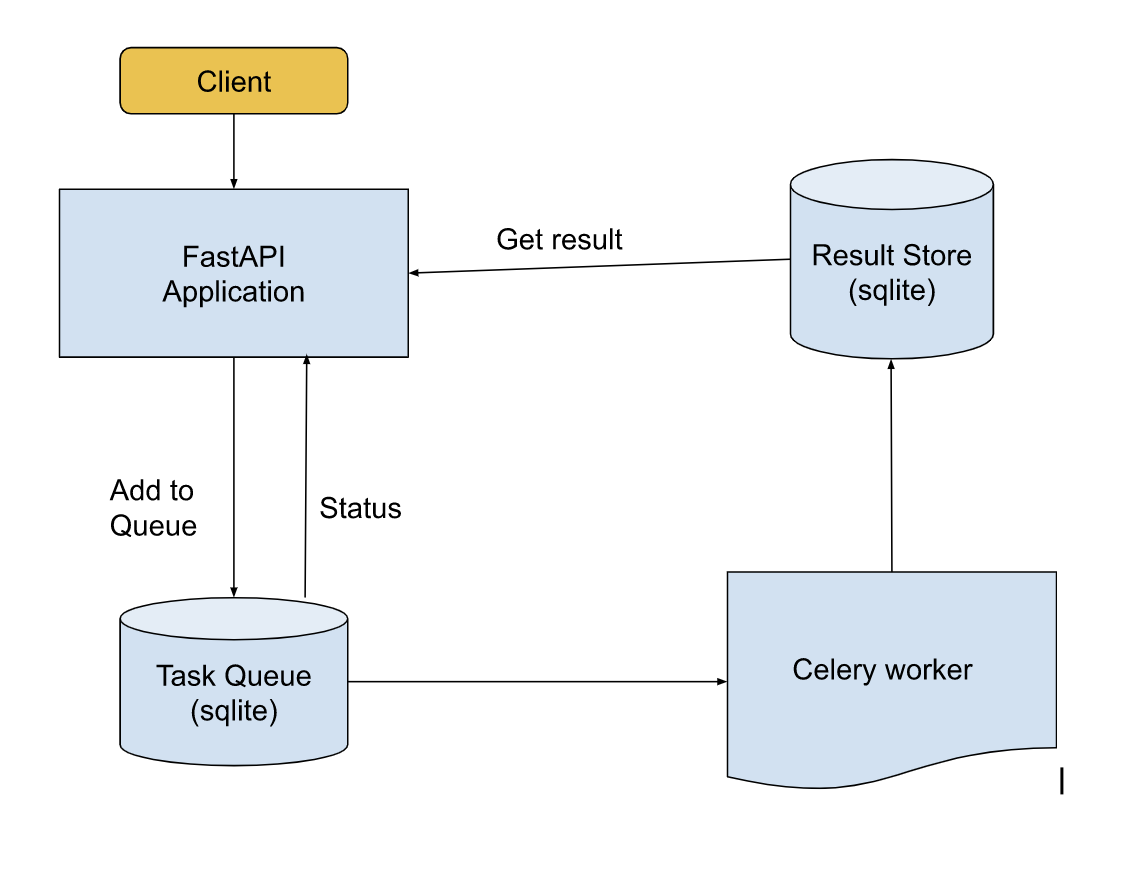 Client
FastAPI
Application
Get result
Result Store
(sqlite)
Add to
Queue
Status
Task Queue
(sqlite)
Celery worker